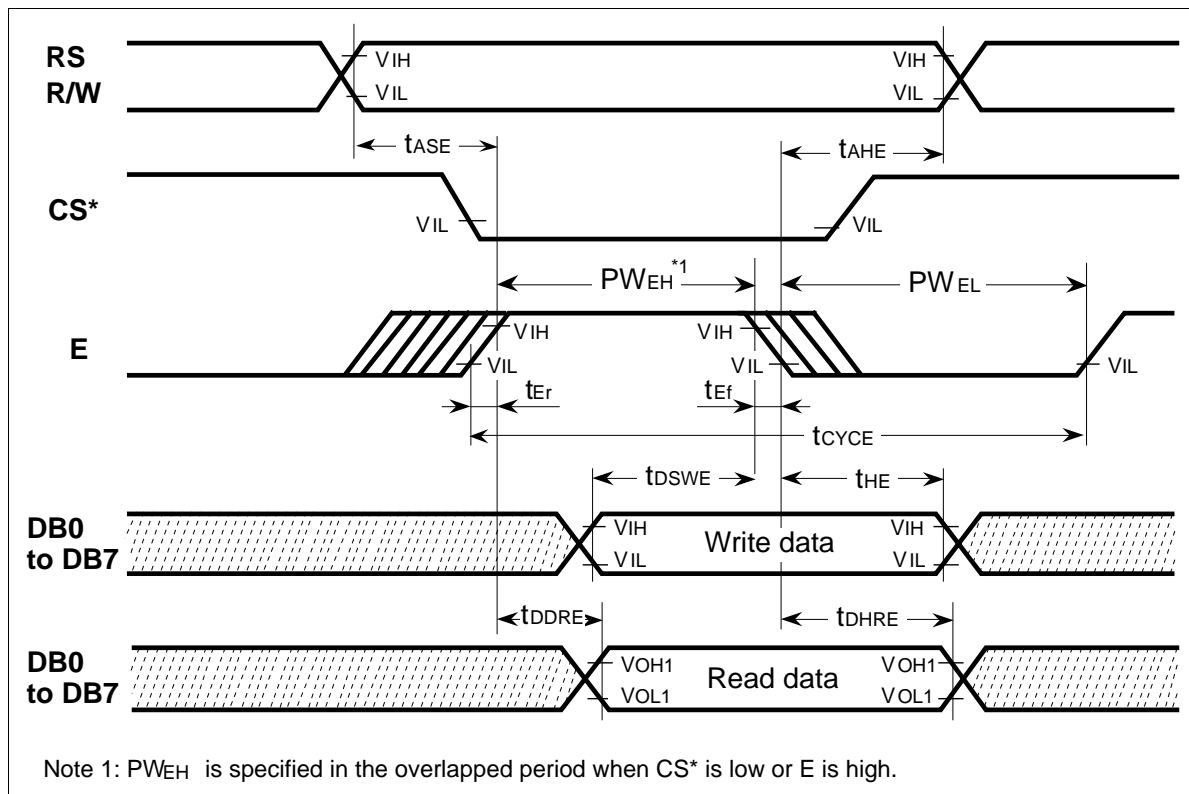 RS
R/W
VIH
VIL
VIH
VIL
tASE
tAHE
CS*
VIL
VIL
PWEH*1
PWEL
E
VIH
VIL
VIH
VIL
VIL
tEr
tEf
tCYCE
tDSWE
tHE
DB0
to DB7
VIH
VIL
Write data
VIH
VIL
tDDRE
tDHRE
DB0
to DB7
VOH1
VOL1
Read data
VOH1
VOL1
Note 1: PWEH is specified in the overlapped period when CS* is low or E is high.